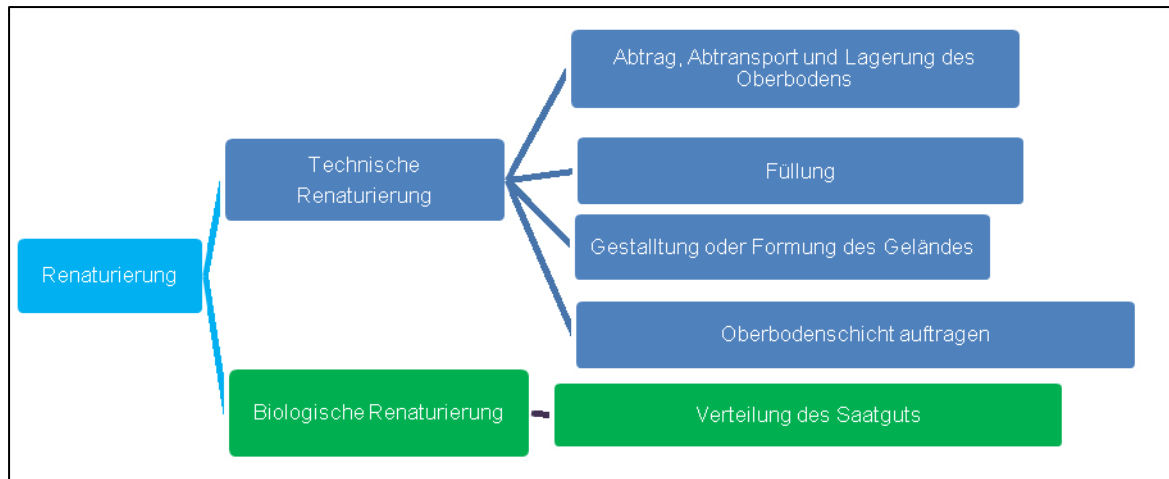 Abtrag, Abtransport und Lagerung des
Oberbodens
Technische
Renaturierung
Füllung
Gestalltung oder Formung des Geländes
Renaturierung
Oberbodenschicht auftragen
Biologische Renaturierung
Verteilung des Saatguts